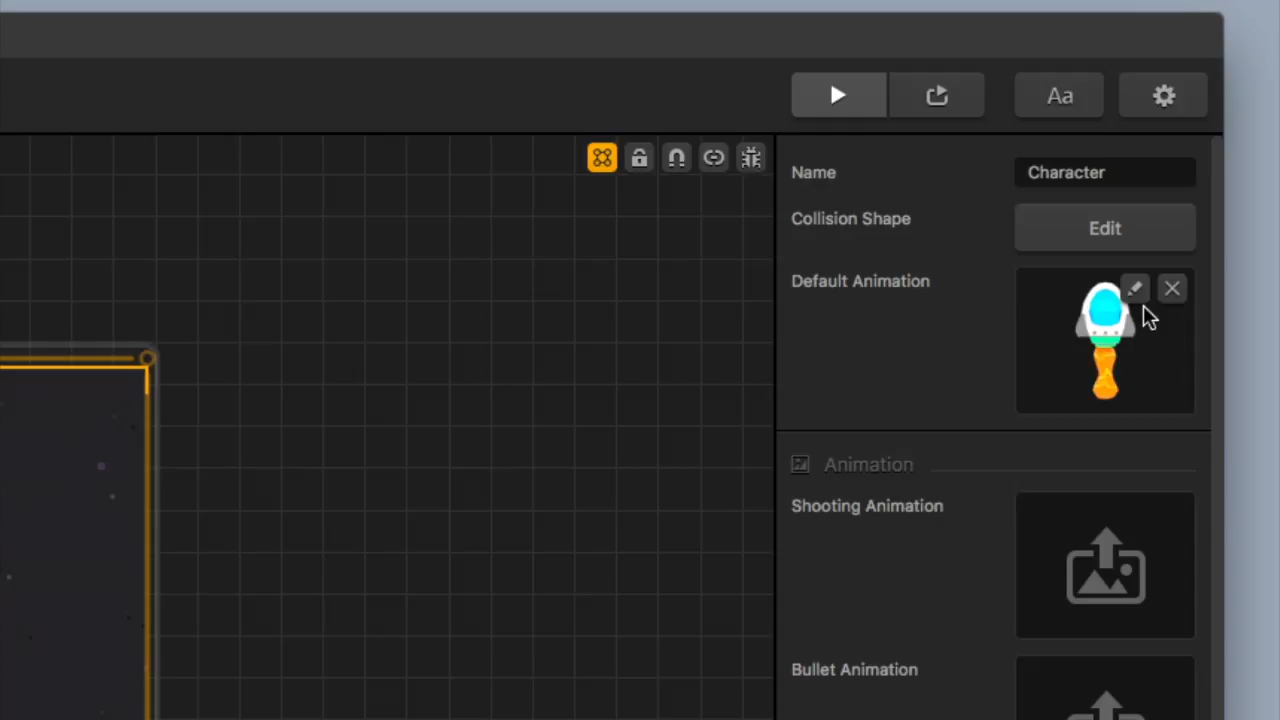 Aa
Name
Character
Collision Shape
Edit
Default Animation
Animation
Shooting Animation
Bullet Animation